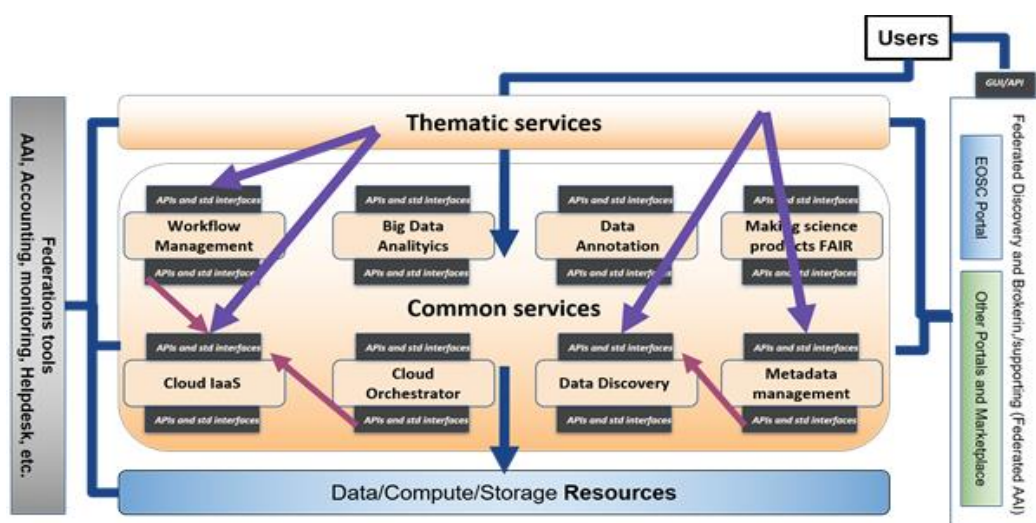 Users
GUI/API
Thematic services
APIs and std interfaces
APIs and std interfaces
APIs and std interfaces
APIs and std interfaces
Workflow
Management
Big Data
Analityics
Data
Annotation
Making science
products FAIR
APIs and std interfaces
APIs and std interfaces
APIs and std interfaces
APIs and std interfaces
Common services
APIs and std interfaces
APIs and std interfaces
APIs and std interfaces
APIs and std interfaces
Cloud IaaS
Cloud
Orchestrator
Data Discovery
Metadata
management
APIs and std interfaces
APIs and std interfaces
APIs and std interfaces
APIs and std interfaces
Data/Compute/Storage Resources
Federations tools
AAI, Accounting, monitoring, Helpdesk, etc.
EOSC Portal
Other Portals and Marketplace
Federated Discovery and Brokerin,/supporting (Federated AAI)